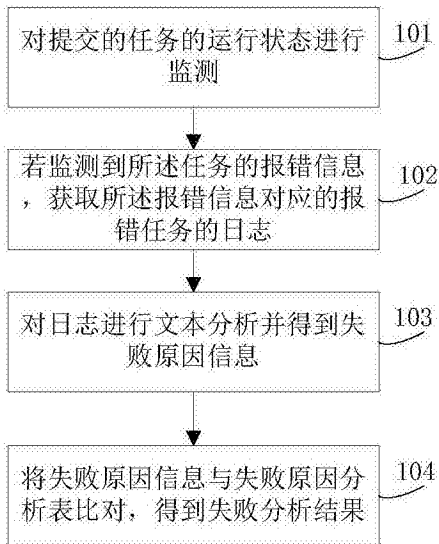 对提交的任务的运行状态进行
监测
101
若监测到所述任务的报错信息
，获取所述报错信息对应的报
错任务的日志
102
对日志进行文本分析并得到失
败原因信息
103
将失败原因信息与失败原因分
析表比对，得到失败分析结果
104